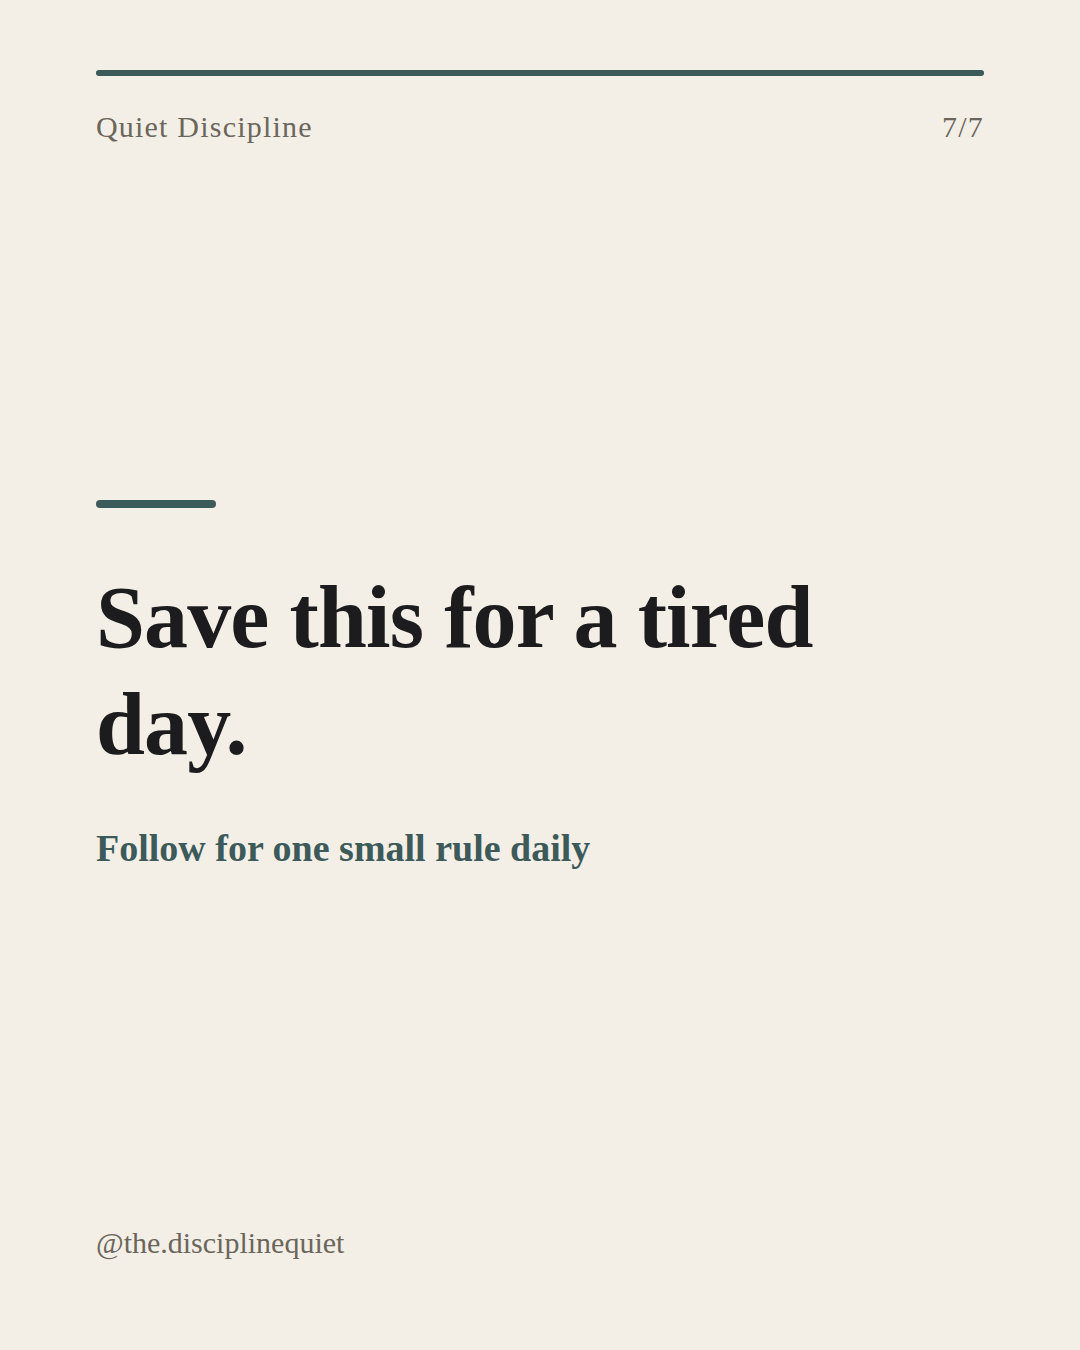 Quiet Discipline 7/7
Save this for a tired
day.
Follow for one small rule daily
@the.disciplinequiet